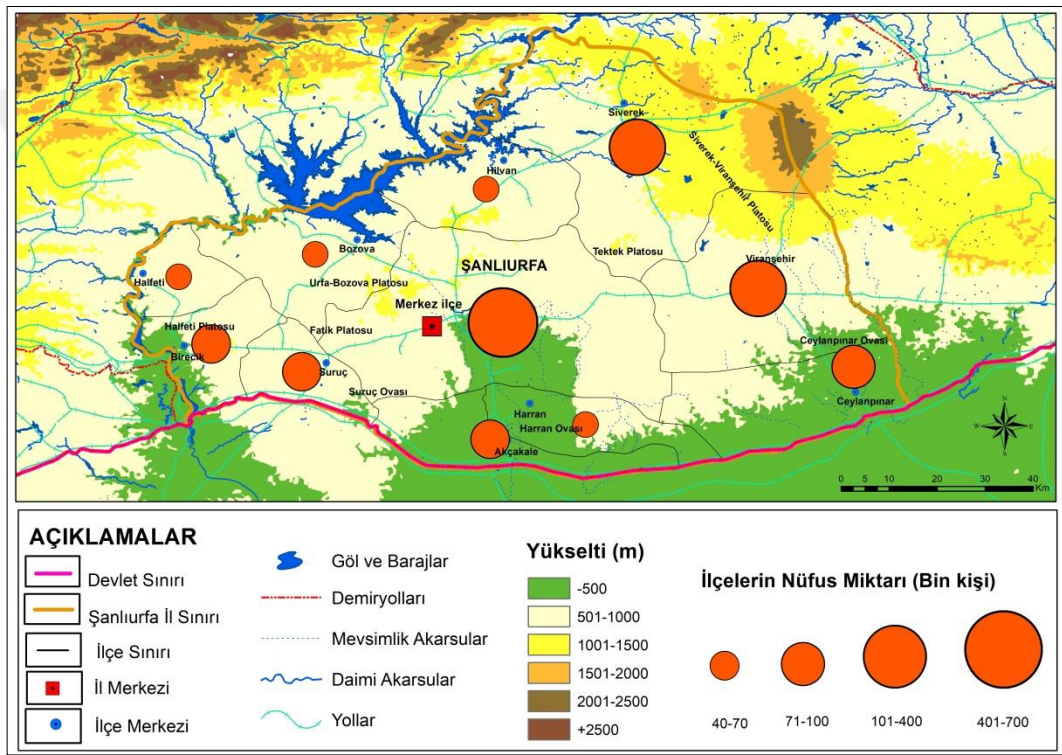 Siverek
Siverek-Viranşehir Platosu
Hilvan
Bozova
ŞANLIURFA
Tektek Platosu
Viranşehir
Halfeti
Urfa-Bozova Platosu
Merkez ilçe
Halfeti Platosu
Fatik Platosu
Birecik
Suruç
Suruç Ovası
Ceylanpınar Ovası
Ceylanpınar
Harran
Harran Ovası
Akçakale
N
W
E
S
0
5
10
20
30
40
Km
AÇIKLAMALAR
Devlet Sınırı
Şanlıurfa İl Sınırı
İlçe Sınırı
İl Merkezi
İlçe Merkezi
Göl ve Barajlar
Demiryolları
Mevsimlik Akarsular
Daimi Akarsular
Yollar
Yükselti (m)
-500
501-1000
1001-1500
1501-2000
2001-2500
+2500
İlçelerin Nüfus Miktarı (Bin kişi)
40-70
71-100
101-400
401-700